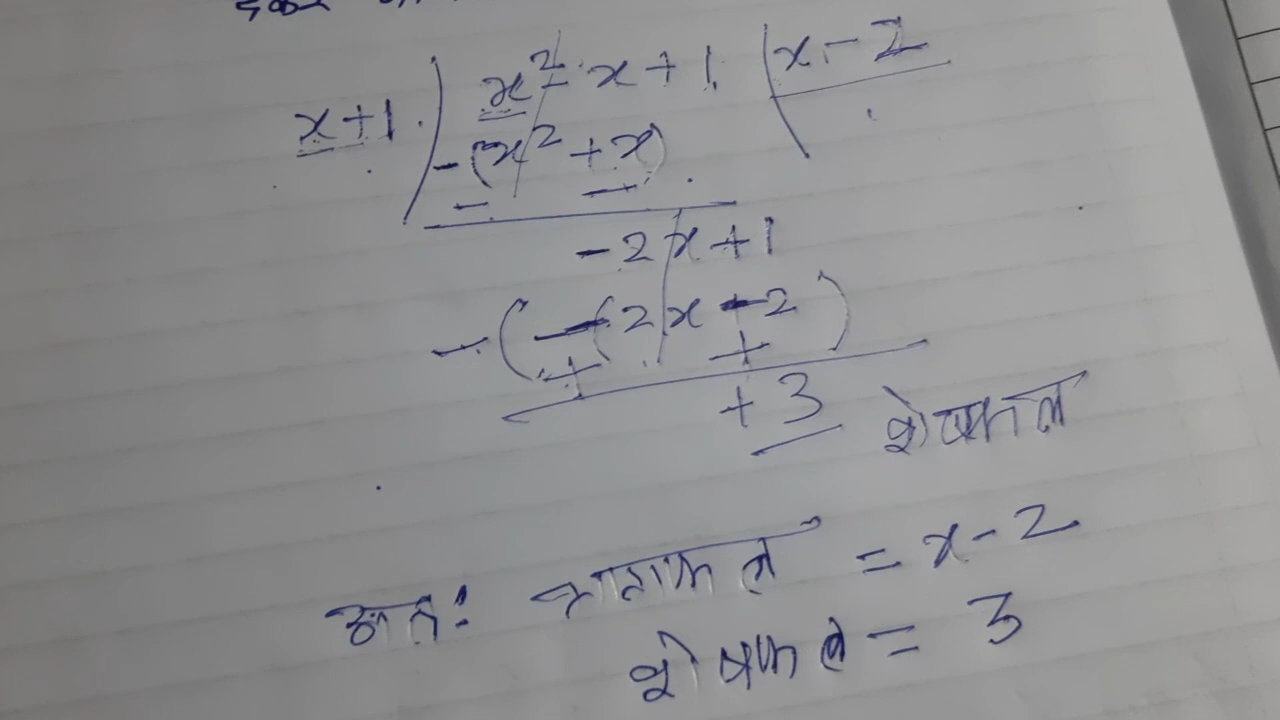 x+1) x² - x + 1 (x - 2
-(x² + x)
- -
-2x + 1
-(-2x - 2)
+ +
+3 शेषफल
अतः भागफल = x - 2
शेषफल = 3